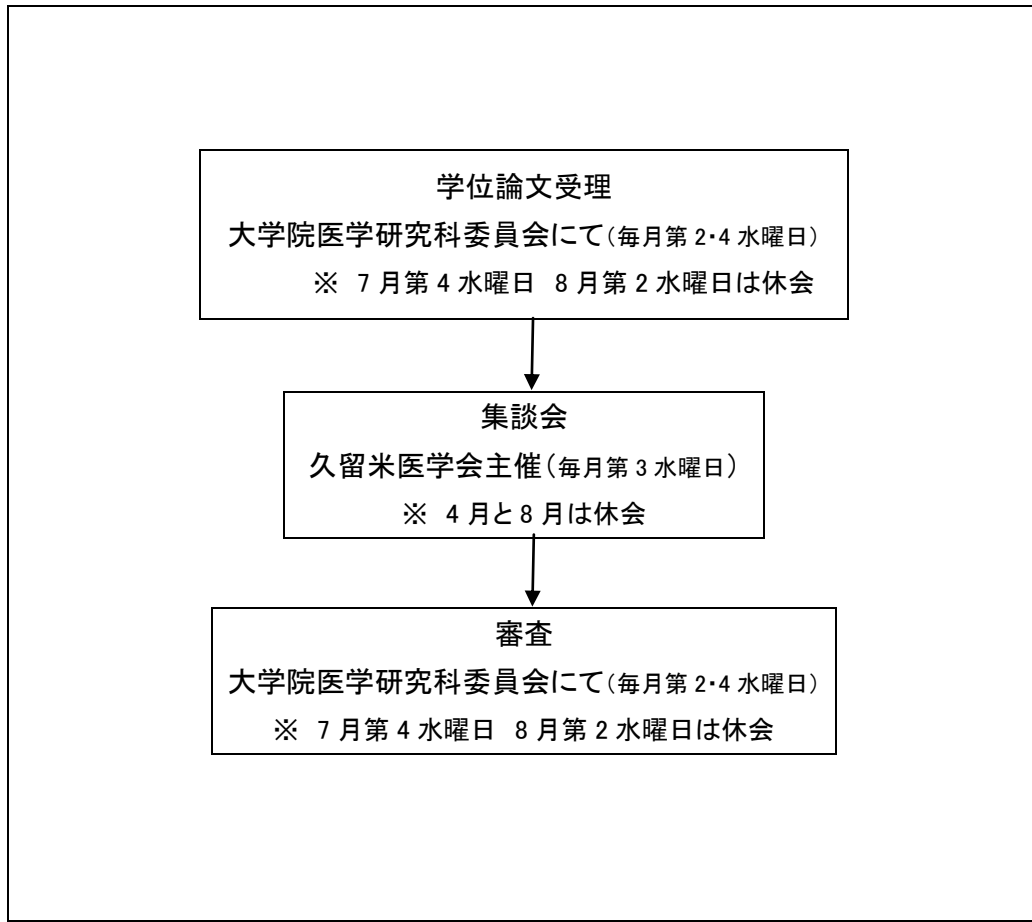 学位論文受理
大学院医学研究科委員会にて（毎月第2・4水曜日）
※ 7月第4水曜日 8月第2水曜日は休会
集談会
久留米医学会主催（毎月第3水曜日）
※ 4月と8月は休会
審査
大学院医学研究科委員会にて（毎月第2・4水曜日）
※ 7月第4水曜日 8月第2水曜日は休会